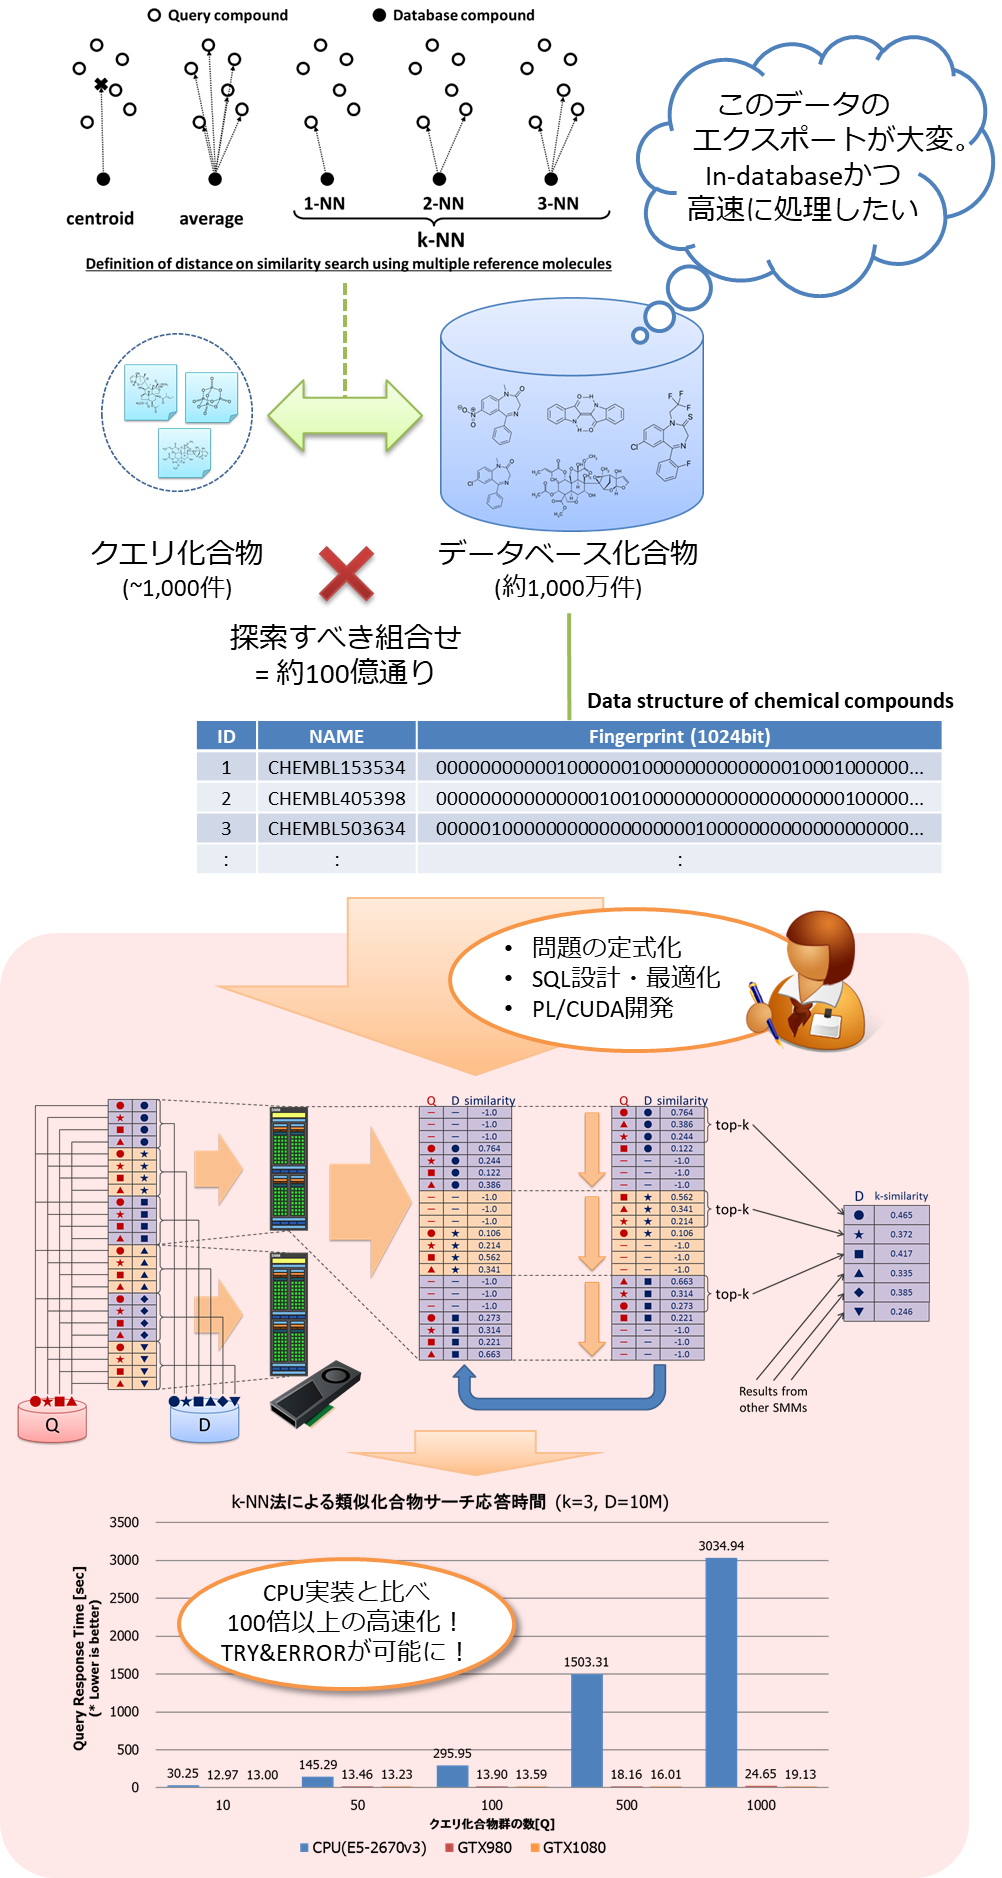 Query compound
Database compound
このデータの
エクスポートが大変。
In-databaseかつ
高速に処理したい
centroid
average
1-NN
2-NN
3-NN
k-NN
Definition of distance on similarity search using multiple reference molecules
クエリ化合物
(~1,000件)
データベース化合物
(約1,000万件)
探索すべき組合せ
= 約100億通り
Data structure of chemical compounds
ID NAME Fingerprint (1024bit)
1 CHEMBL153534
2 CHEMBL405398
3 CHEMBL503634
: : :
• 問題の定式化
• SQL設計・最適化
• PL/CUDA開発
Q D similarity
— — -1.0
— — -1.0
— — -1.0
0.764
0.244
0.122
0.386
— — -1.0
— — -1.0
— — -1.0
0.106
0.214
0.562
0.341
— — -1.0
— — -1.0
— — -1.0
0.273
0.314
0.221
0.663
Q D similarity
0.764
0.386
0.244
0.122
— — -1.0
— — -1.0
— — -1.0
0.562
0.341
0.214
0.106
— — -1.0
— — -1.0
— — -1.0
0.663
0.314
0.273
0.221
— — -1.0
— — -1.0
— — -1.0
top-k
top-k
top-k
D k-similarity
0.465
0.372
0.417
0.335
0.385
0.246
Results from
other SMMs
Q
D
k-NN法による類似化合物サーチ応答時間 (k=3, D=10M)
Query Response Time [sec]
(* Lower is better)
3500
3000
2500
2000
1500
1000
500
0
CPU実装と比べ
100倍以上の高速化！
TRY&ERRORが可能に！
30.25 12.97 13.00
145.29 13.46 13.23
295.95 13.90 13.59
1503.31 18.16 16.01
3034.94 24.65 19.13
10 50 100 500 1000
クエリ化合物群の数[Q]
CPU(E5-2670v3) GTX980 GTX1080